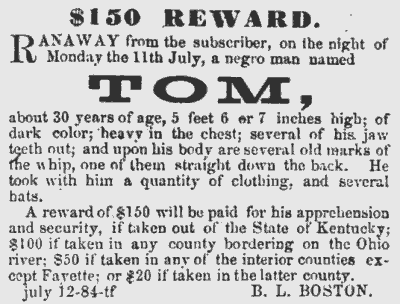 $150 REWARD.
RANAWAY from the subscriber, on the night of
Monday the 11th July, a negro man named
TOM,
about 30 years of age, 5 feet 6 or 7 inches high; of
dark color; heavy in the chest; several of his jaw
teeth out; and upon his body are several old marks of
the whip, one of them straight down the back. He
took with him a quantity of clothing, and several
hats.
A reward of $150 will be paid for his apprehension
and security, if taken out of the State of Kentucky;
$100 if taken in any county bordering on the Ohio
river; $50 if taken in any of the interior counties ex-
cept Fayette; or $20 if taken in the latter county.
july 12-84-tf B. L. BOSTON.